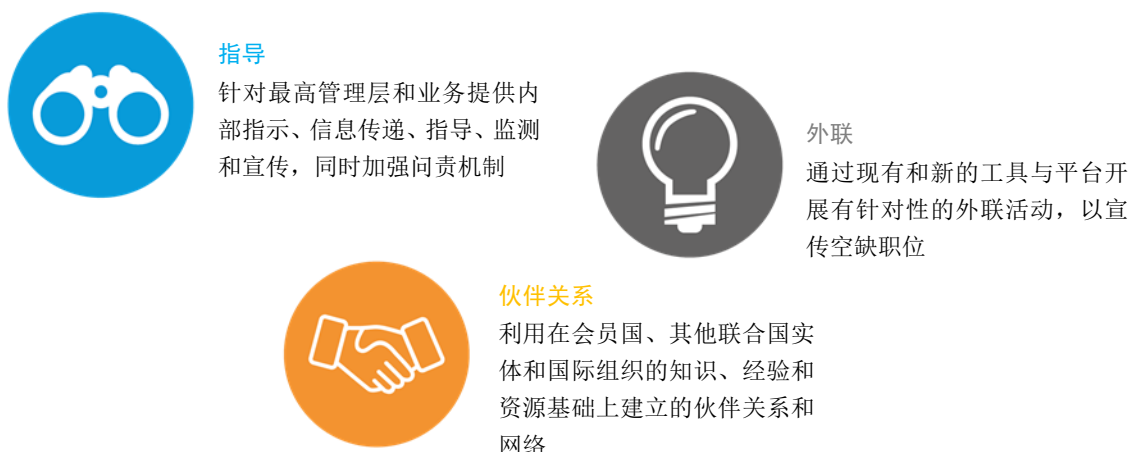 指导
针对最高管理层和业务提供内
部指示、信息传递、指导、监测
和宣传，同时加强问责机制
外联
通过现有和新的工具与平台开
展有针对性的外联活动，以宣
传空缺职位
伙伴关系
利用在会员国、其他联合国实
体和国际组织的知识、经验和
资源基础上建立的伙伴关系和
网络